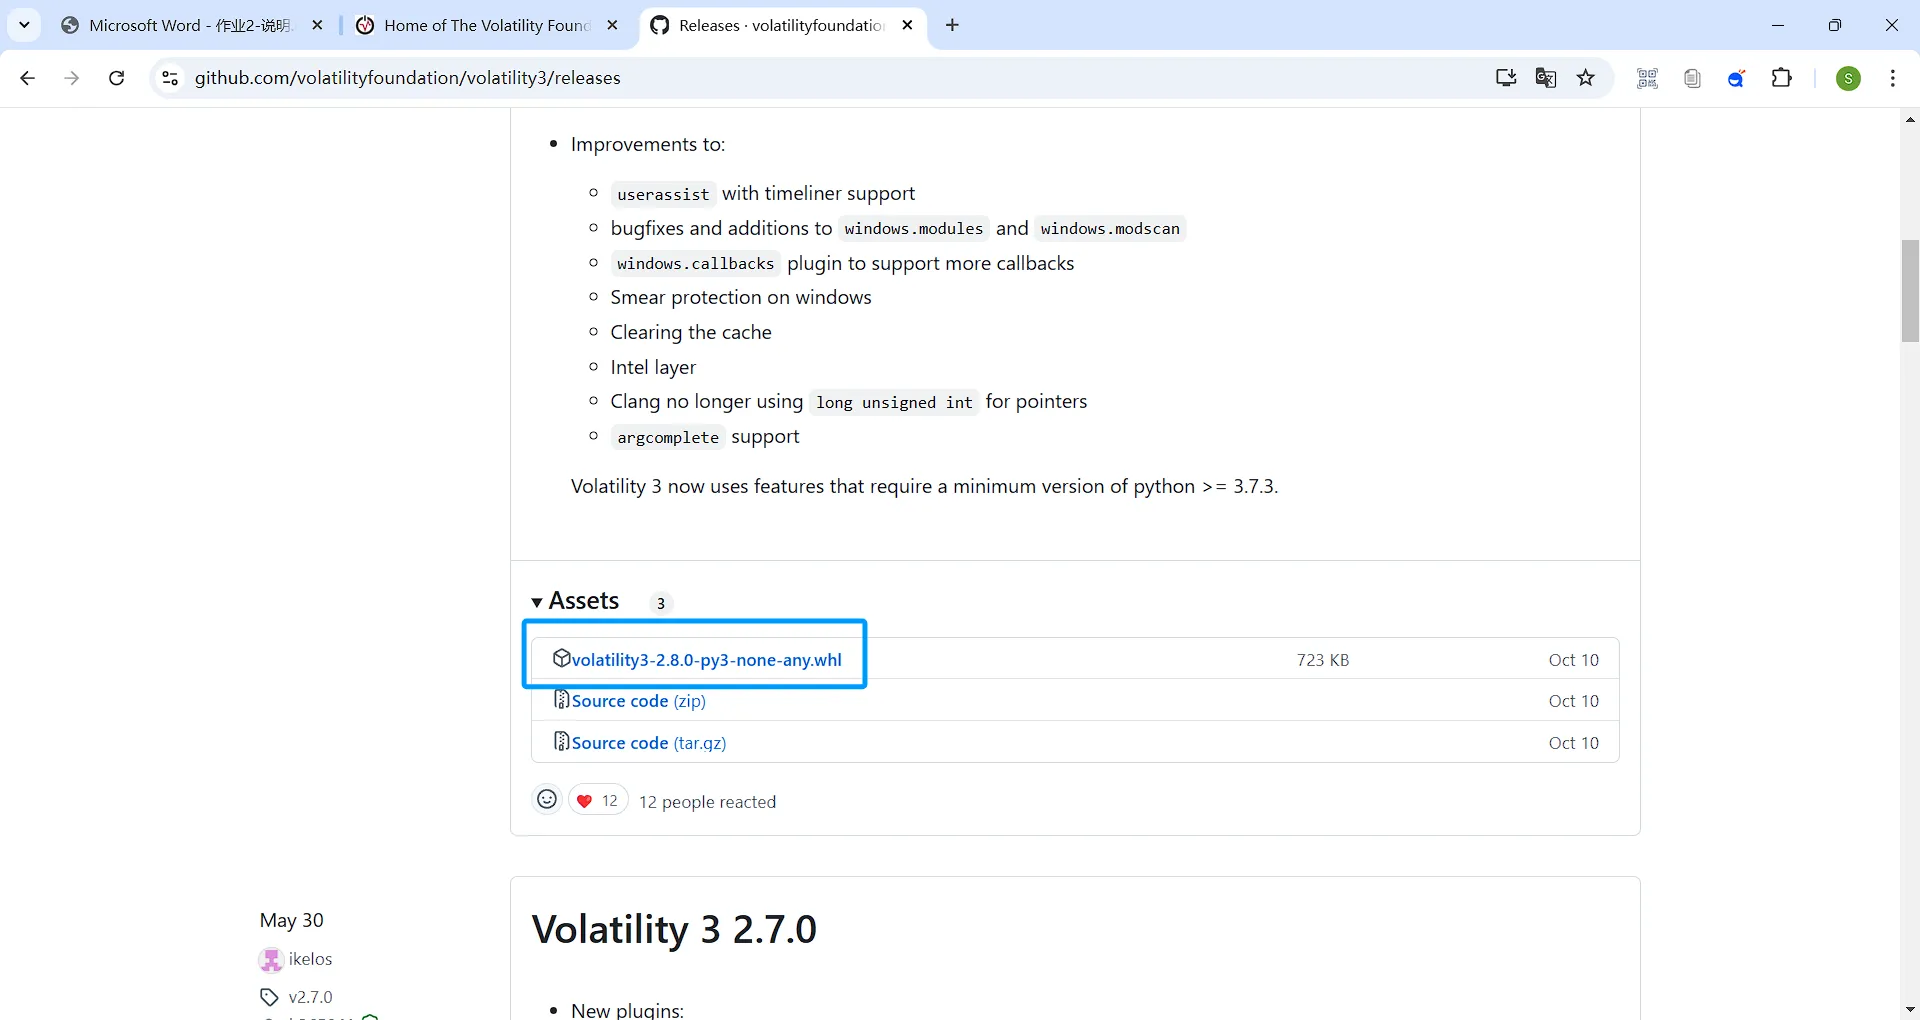 Microsoft Word - 作业2-说明
Home of The Volatility Found
Releases · volatilityfoundatio
github.com/volatilityfoundation/volatility3/releases
S
Improvements to:
userassist with timeliner support
bugfixes and additions to windows.modules and windows.modscan
windows.callbacks plugin to support more callbacks
Smear protection on windows
Clearing the cache
Intel layer
Clang no longer using long unsigned int for pointers
argcomplete support
Volatility 3 now uses features that require a minimum version of python >= 3.7.3.
Assets 3
volatility3-2.8.0-py3-none-any.whl 723 KB Oct 10
Source code (zip) Oct 10
Source code (tar.gz) Oct 10
12 12 people reacted
May 30
ikelos
v2.7.0
Volatility 3 2.7.0
New plugins: